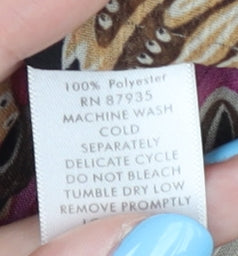 100% Polyester
RN 87935
MACHINE WASH
COLD
SEPARATELY
DELICATE CYCLE
DO NOT BLEACH
TUMBLE DRY LOW
REMOVE PROMPTLY